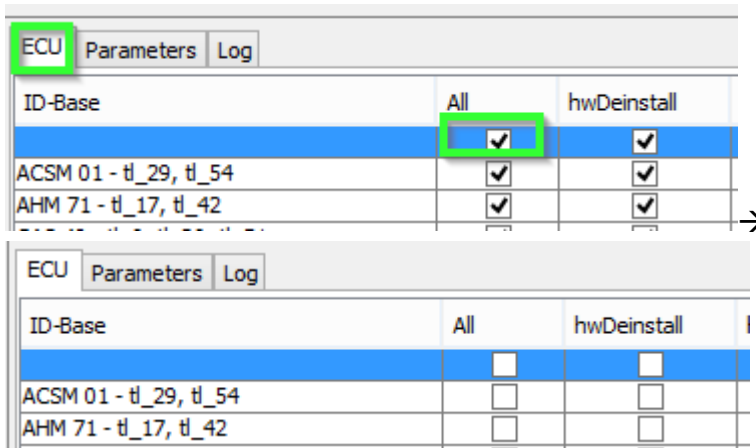 ECU Parameters Log
ID-Base All hwDeinstall
ACSM 01 - tl_29, tl_54
AHM 71 - tl_17, tl_42
→
ECU Parameters Log
ID-Base All hwDeinstall
ACSM 01 - tl_29, tl_54
AHM 71 - tl_17, tl_42